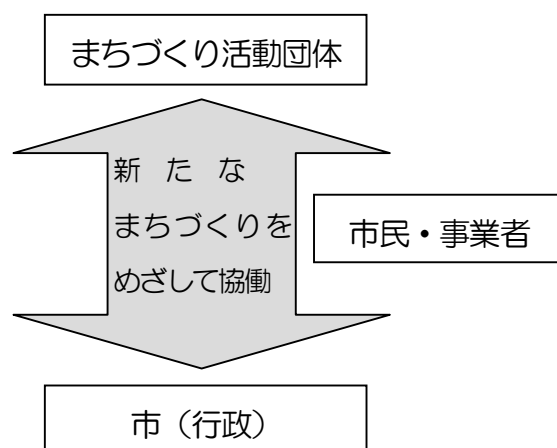 まちづくり活動団体
新たな
まちづくりを
めざして協働
市民・事業者
市（行政）